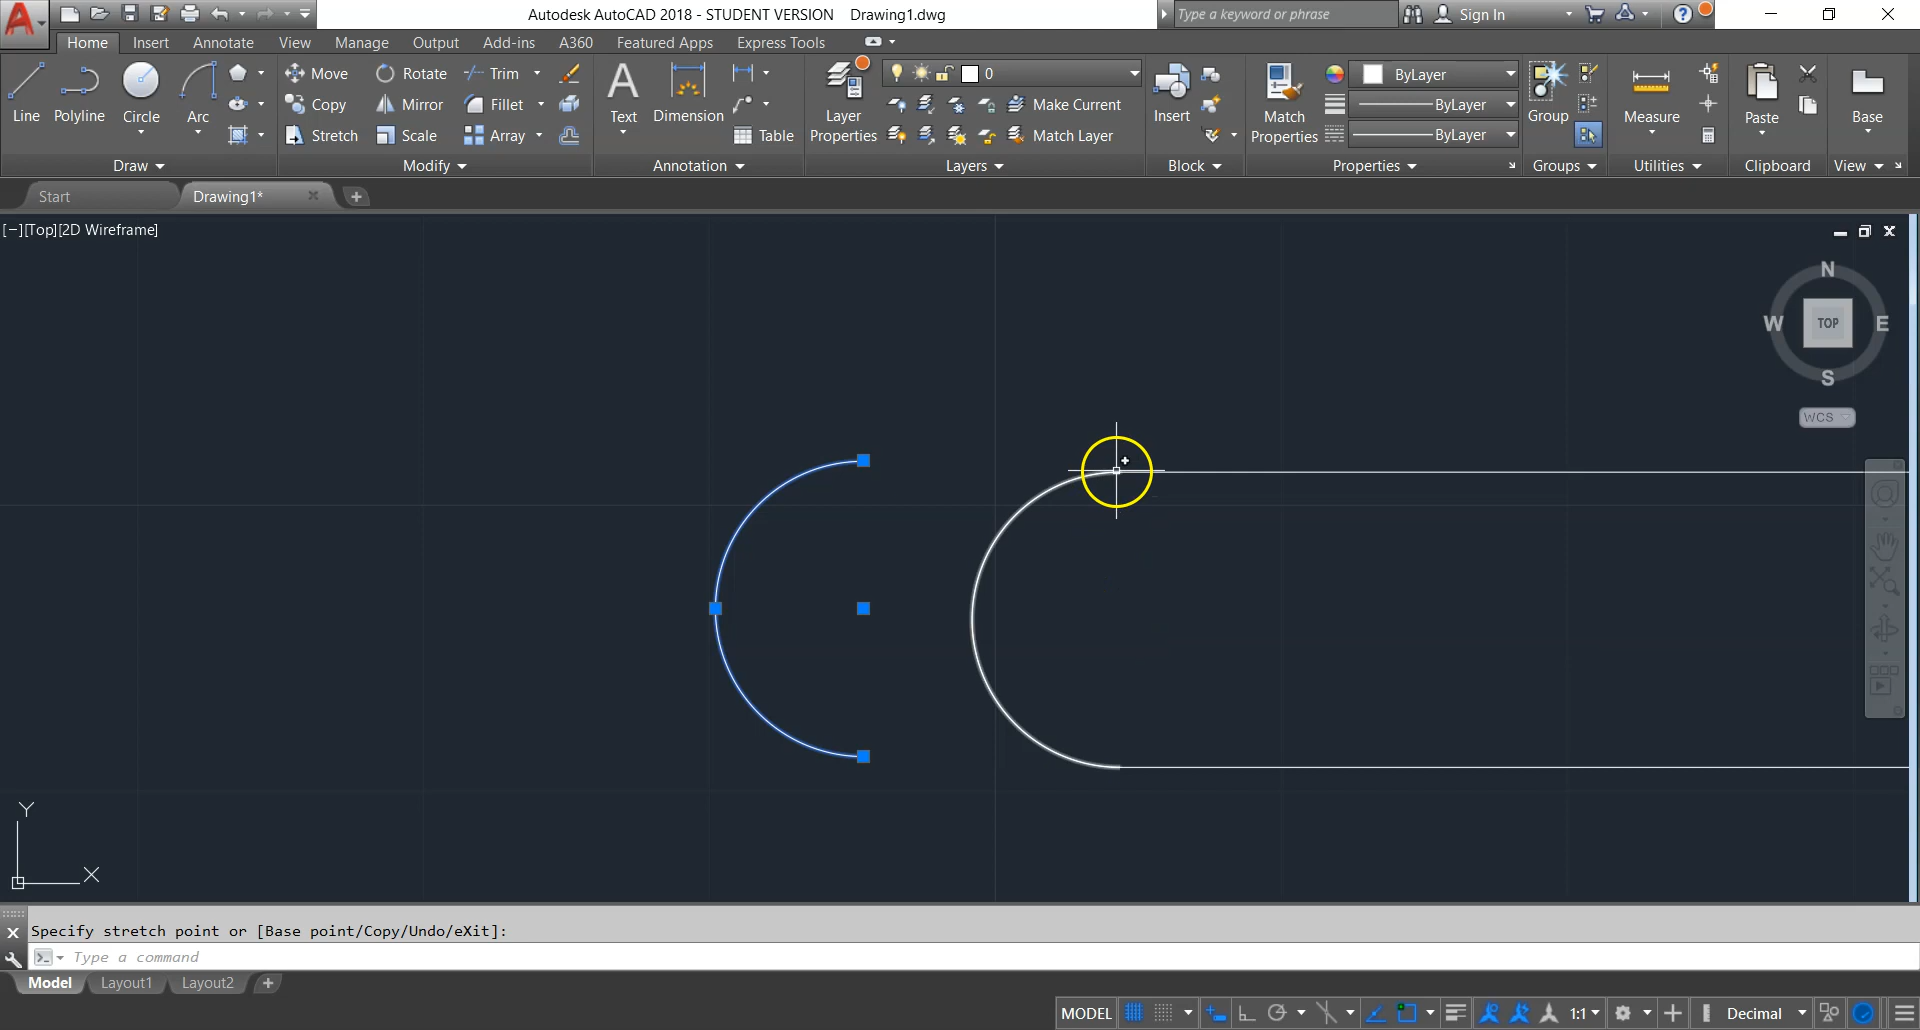 Autodesk AutoCAD 2018 - STUDENT VERSION Drawing1.dwg
Type a keyword or phrase
Sign In
Home Insert Annotate View Manage Output Add-ins A360 Featured Apps Express Tools
Line Polyline Circle Arc
Move Rotate Trim
Copy Mirror Fillet
Stretch Scale Array
Text Dimension Table
Layer Properties
0
Make Current
Match Layer
Insert
Match Properties
ByLayer
ByLayer
ByLayer
Group
Measure
Paste
Base
Draw Modify Annotation Layers Block Properties Groups Utilities Clipboard View
Start Drawing1*
[−][Top][2D Wireframe]
N
W TOP E
S
WCS
Y
X
Specify stretch point or [Base point/Copy/Undo/eXit]:
Type a command
Model Layout1 Layout2
MODEL 1:1 Decimal